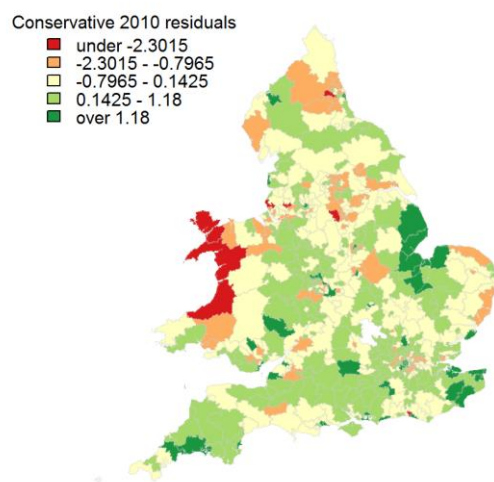 Conservative 2010 residuals
under -2.3015
-2.3015 - -0.7965
-0.7965 - 0.1425
0.1425 - 1.18
over 1.18